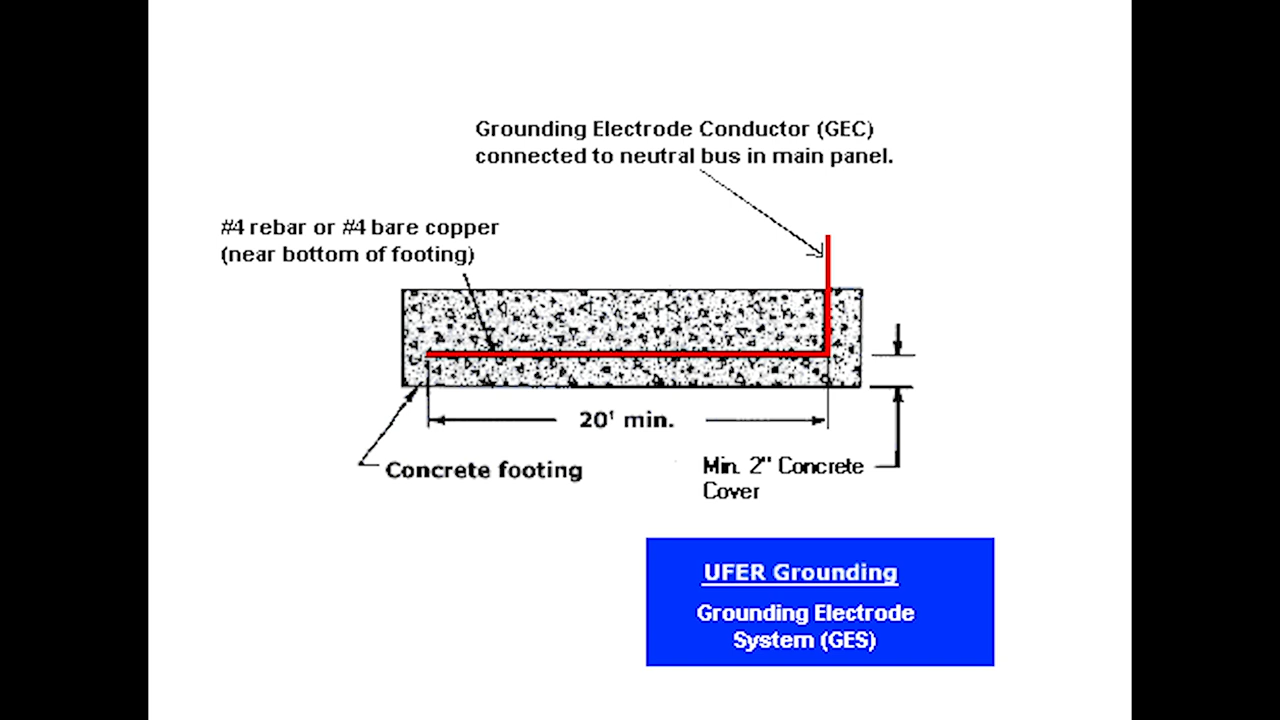 Grounding Electrode Conductor (GEC)
connected to neutral bus in main panel.
#4 rebar or #4 bare copper
(near bottom of footing)
20' min.
Concrete footing
Min. 2" Concrete
Cover
UFER Grounding
Grounding Electrode
System (GES)